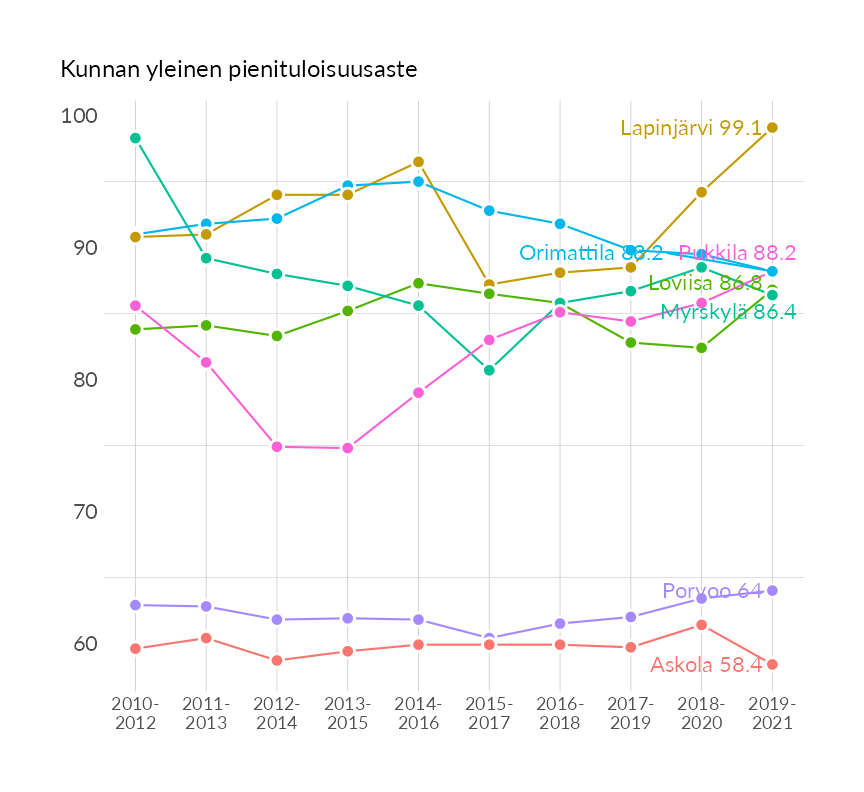 Kunnan yleinen pienituloisuusaste
100
Lapinjärvi 99.1
90
Orimattila 88.2
Pukkila 88.2
Loviisa 86.8
Myrskylä 86.4
80
70
Porvoo 64
60
Askola 58.4
2010-2012
2011-2013
2012-2014
2013-2015
2014-2016
2015-2017
2016-2018
2017-2019
2018-2020
2019-2021